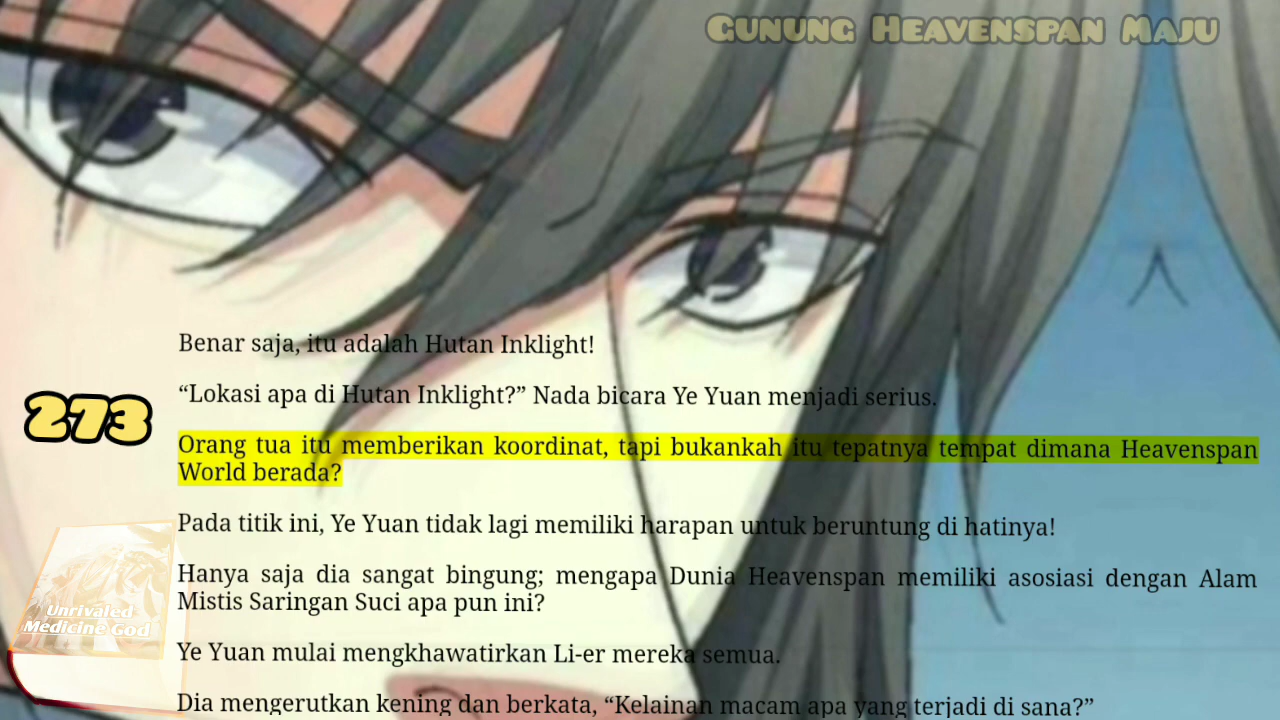 Gunung Heavenspan Maju
Benar saja, itu adalah Hutan Inklight!
“Lokasi apa di Hutan Inklight?” Nada bicara Ye Yuan menjadi serius.
273
Orang tua itu memberikan koordinat, tapi bukankah itu tepatnya tempat dimana Heavenspan
World berada?
Pada titik ini, Ye Yuan tidak lagi memiliki harapan untuk beruntung di hatinya!
Hanya saja dia sangat bingung; mengapa Dunia Heavenspan memiliki asosiasi dengan Alam
Mistis Saringan Suci apa pun ini?
Unrivaled
Medicine God
Ye Yuan mulai mengkhawatirkan Li-er mereka semua.
Dia mengerutkan kening dan berkata, “Kelainan macam apa yang terjadi di sana?”